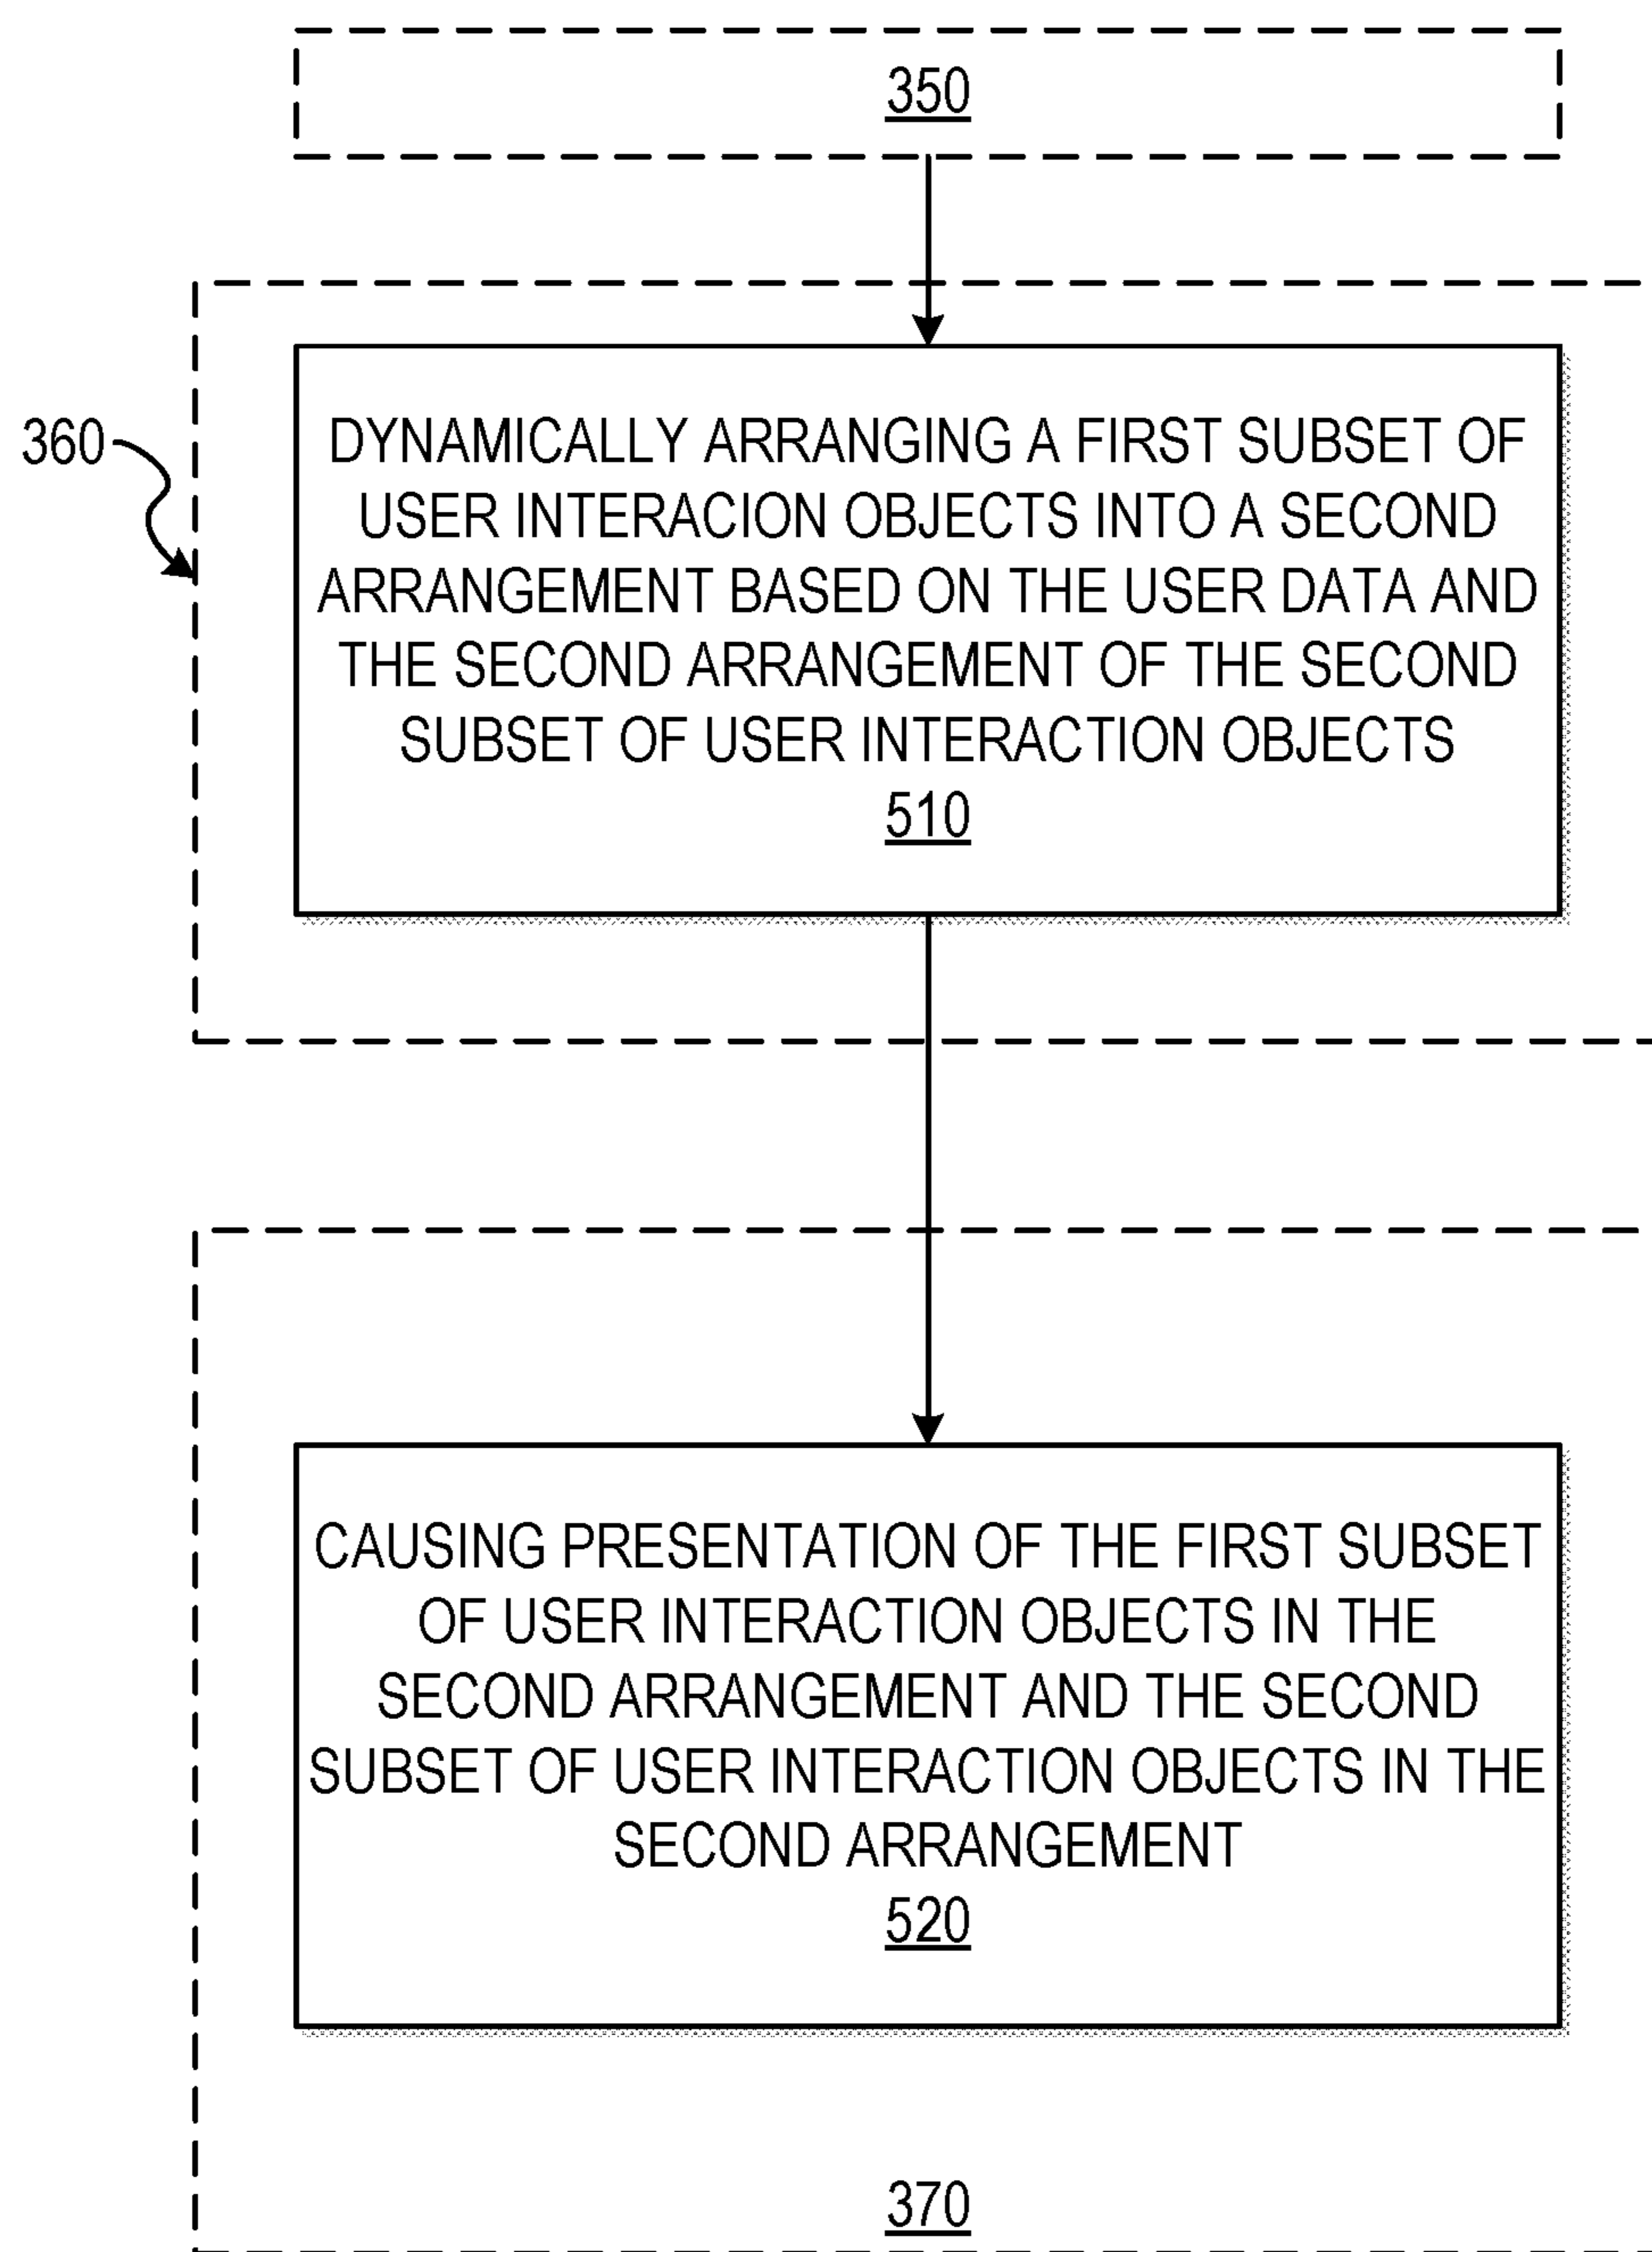 350
360
DYNAMICALLY ARRANGING A FIRST SUBSET OF
USER INTERACION OBJECTS INTO A SECOND
ARRANGEMENT BASED ON THE USER DATA AND
THE SECOND ARRANGEMENT OF THE SECOND
SUBSET OF USER INTERACTION OBJECTS
510
CAUSING PRESENTATION OF THE FIRST SUBSET
OF USER INTERACTION OBJECTS IN THE
SECOND ARRANGEMENT AND THE SECOND
SUBSET OF USER INTERACTION OBJECTS IN THE
SECOND ARRANGEMENT
520
370